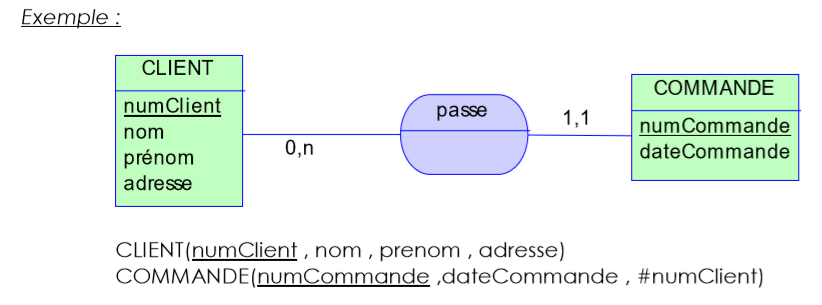 Exemple :
CLIENT
numClient
nom
prénom
adresse
0,n
passe
1,1
COMMANDE
numCommande
dateCommande
CLIENT(numClient , nom , prenom , adresse)
COMMANDE(numCommande ,dateCommande , #numClient)